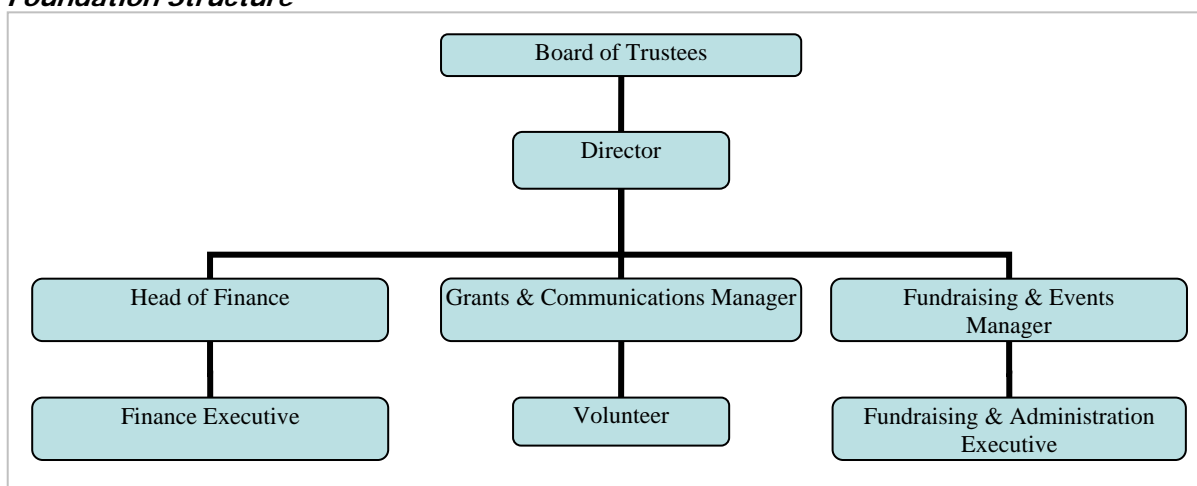 Foundation Structure
Board of Trustees
Director
Head of Finance
Grants & Communications Manager
Fundraising & Events
Manager
Finance Executive
Volunteer
Fundraising & Administration
Executive